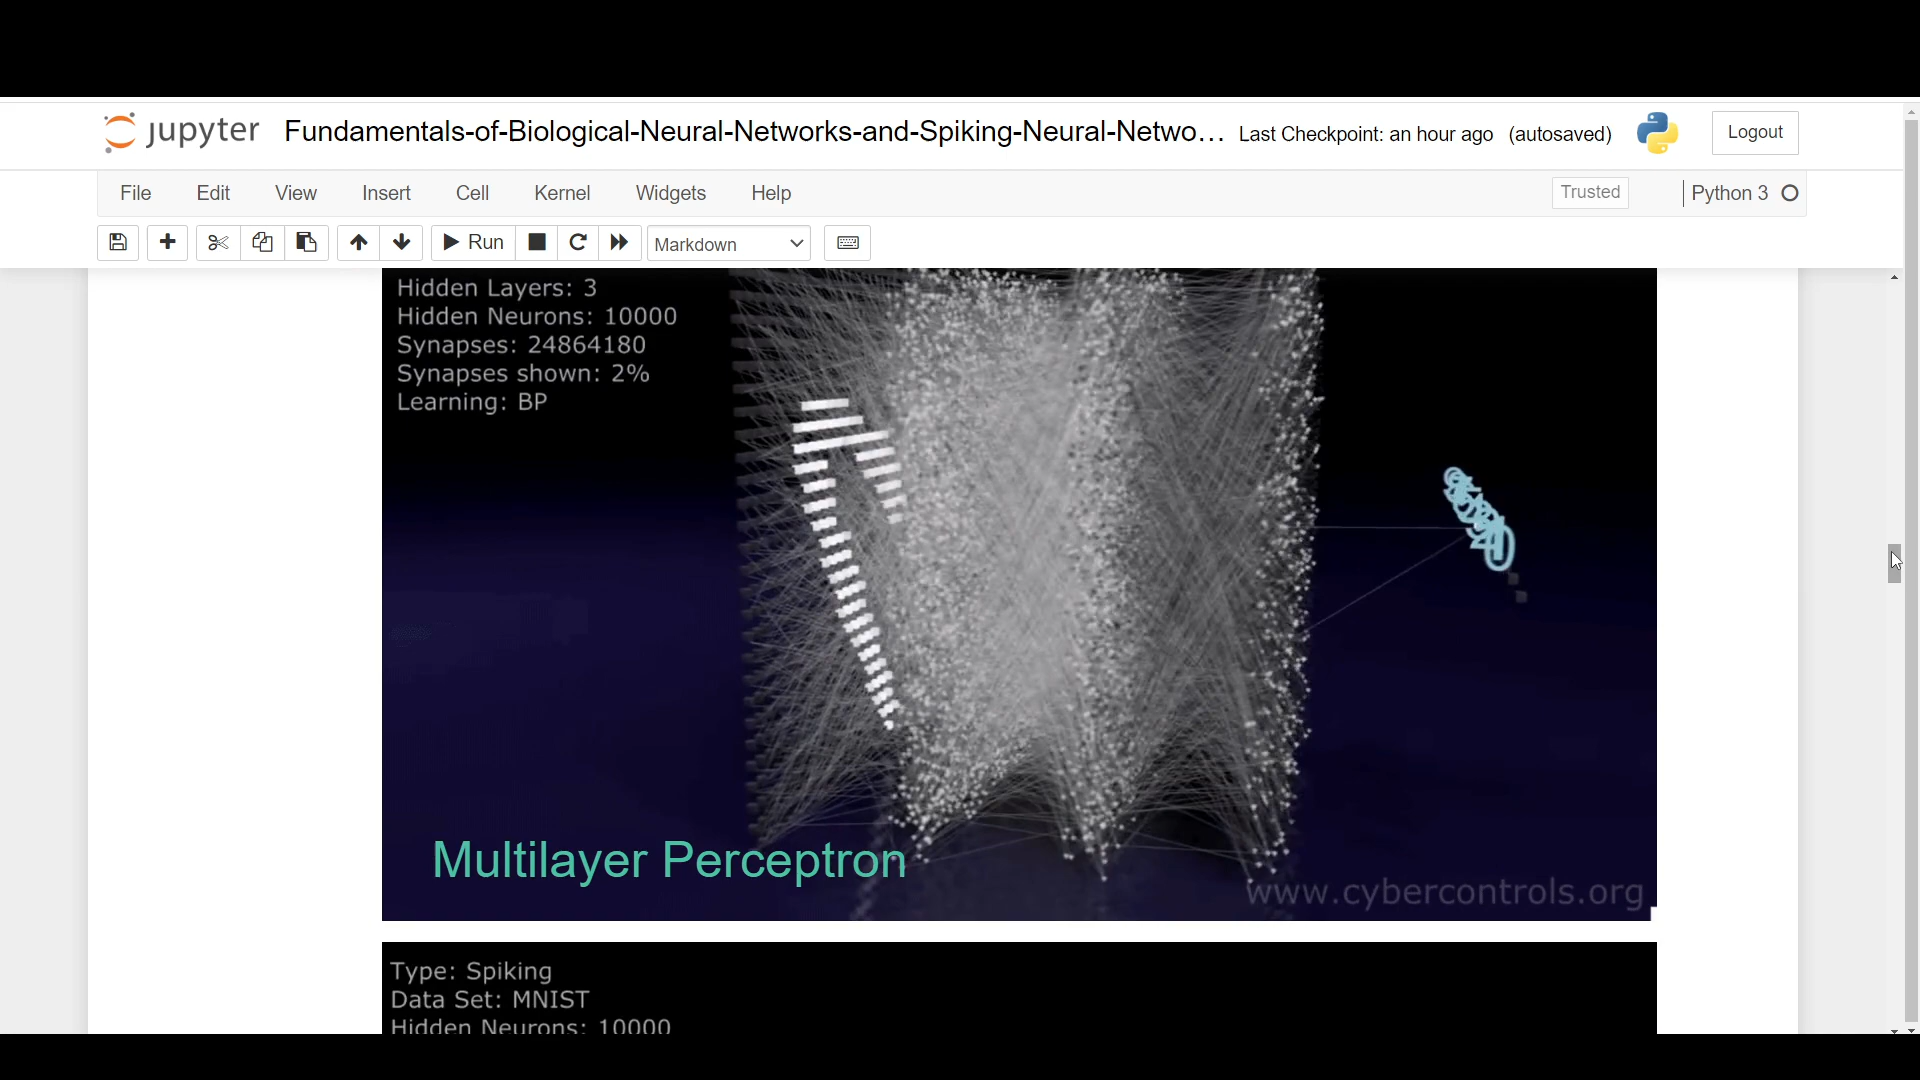 jupyter Fundamentals-of-Biological-Neural-Networks-and-Spiking-Neural-Netwo... Last Checkpoint: an hour ago (autosaved) Logout
File Edit View Insert Cell Kernel Widgets Help Trusted Python 3
Run Markdown
Hidden Layers: 3
Hidden Neurons: 10000
Synapses: 24864180
Synapses shown: 2%
Learning: BP
Multilayer Perceptron
www.cybercontrols.org
Type: Spiking
Data Set: MNIST
Hidden Neurons: 10000